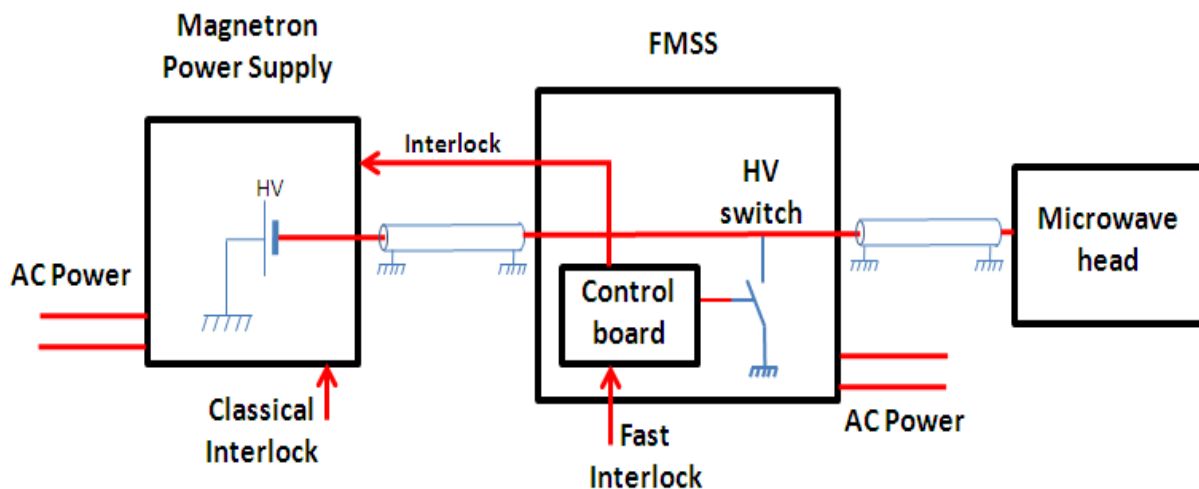 Magnetron
Power Supply
FMSS
Interlock
HV
HV
switch
Microwave
head
AC Power
Control
board
Classical
Interlock
Fast
Interlock
AC Power